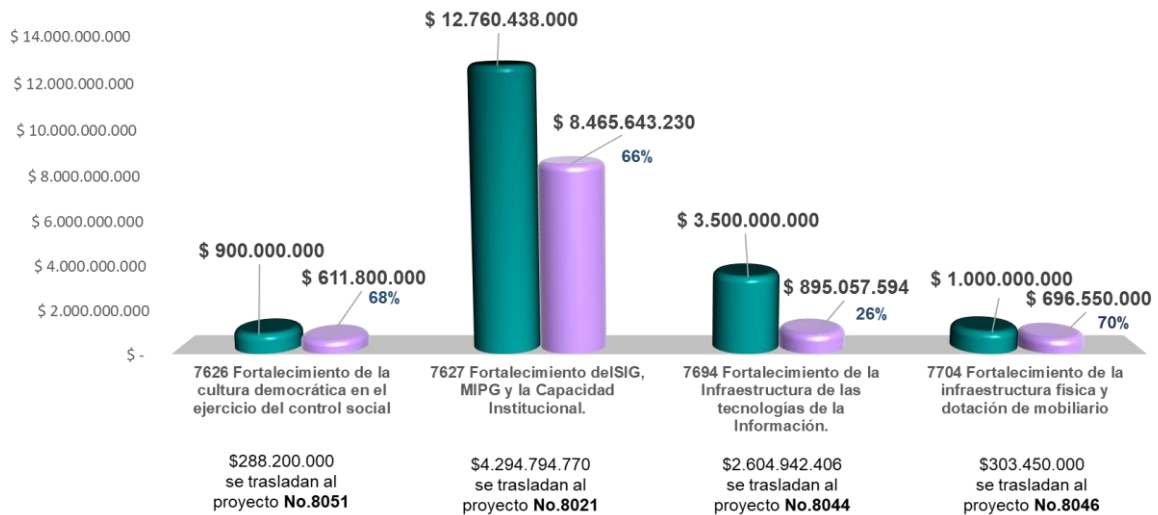 $ 14.000.000.000
$ 12.000.000.000
$ 10.000.000.000
$ 8.000.000.000
$ 6.000.000.000
$ 4.000.000.000
$ 2.000.000.000
$ -
$ 900.000.000
$ 611.800.000
68%
$ 12.760.438.000
$ 8.465.643.230
66%
$ 3.500.000.000
$ 895.057.594
26%
$ 1.000.000.000
$ 696.550.000
70%
7626 Fortalecimiento de la
cultura democrática en el
ejercicio del control social
7627 Fortalecimiento delSIG,
MIPG y la Capacidad
Institucional.
7694 Fortalecimiento de la
Infraestructura de las
tecnologías de la
Información.
7704 Fortalecimiento de la
infraestructura física y
dotación de mobiliario
$288.200.000
se trasladan al
proyecto No.8051
$4.294.794.770
se trasladan al
proyecto No.8021
$2.604.942.406
se trasladan al
proyecto No.8044
$303.450.000
se trasladan al
proyecto No.8046